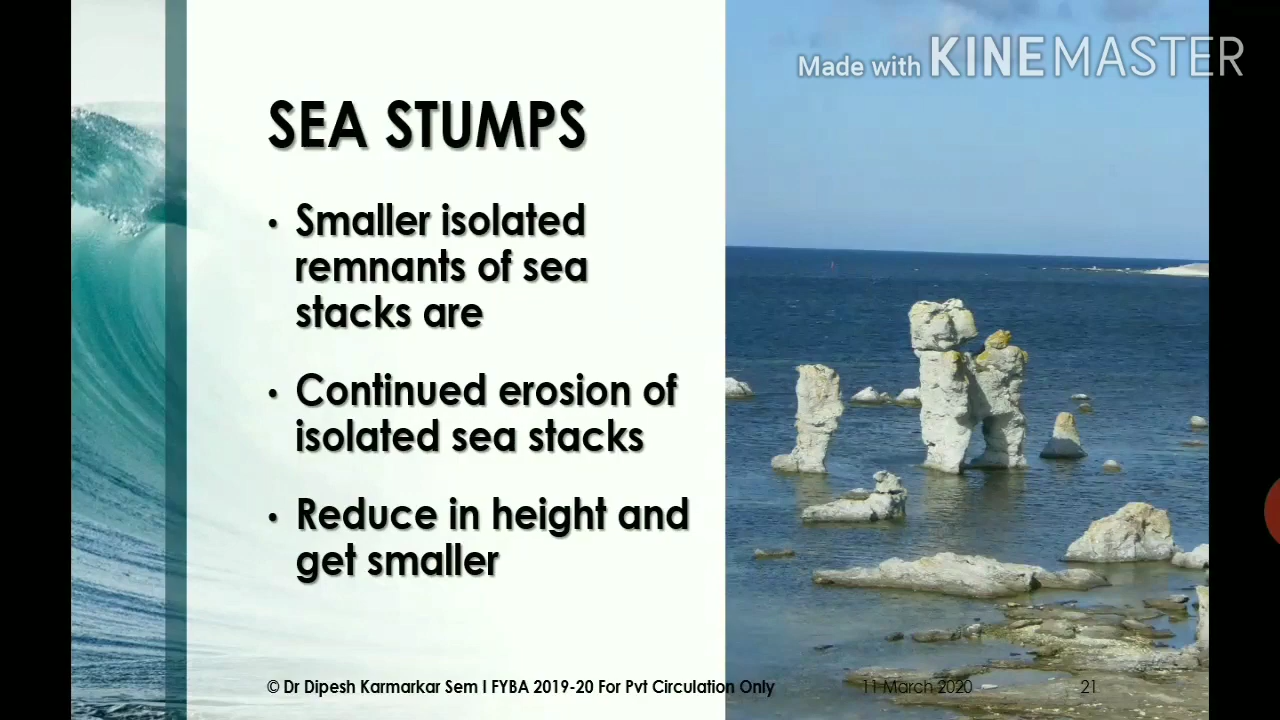 Made with KINEMASTER
SEA STUMPS
• Smaller isolated
remnants of sea
stacks are
• Continued erosion of
isolated sea stacks
• Reduce in height and
get smaller
© Dr Dipesh Karmarkar Sem I FYBA 2019-20 For Pvt Circulation Only 11 March 2020 21